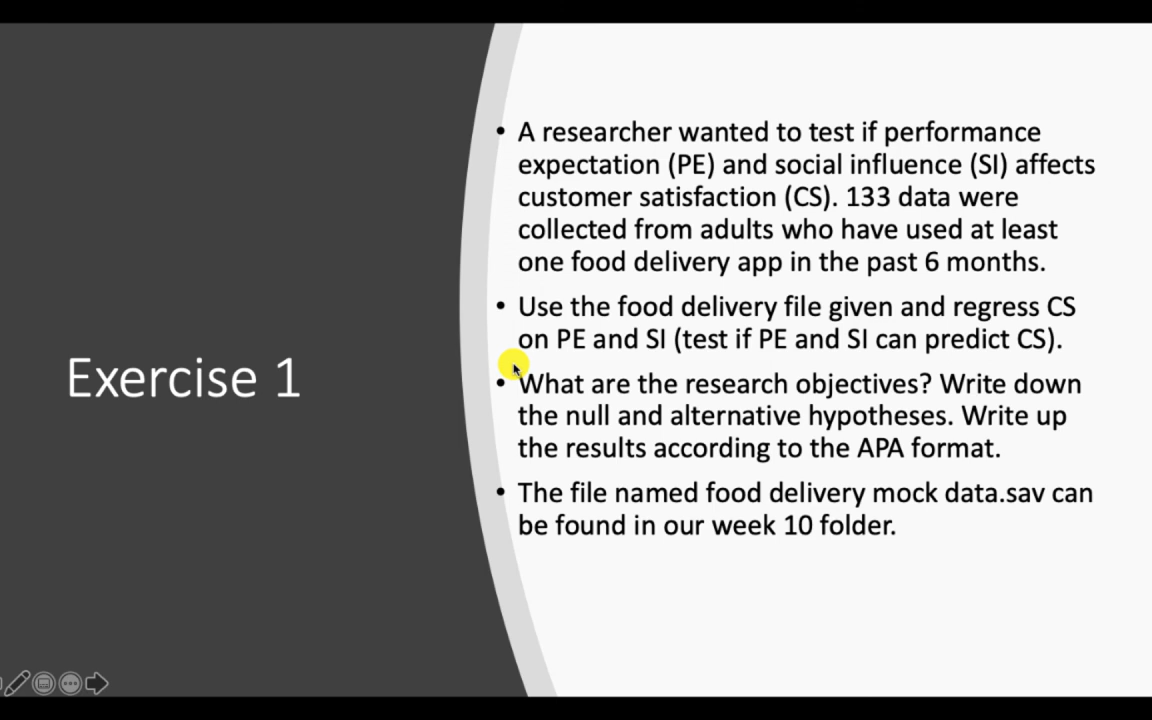 Exercise 1
• A researcher wanted to test if performance
expectation (PE) and social influence (SI) affects
customer satisfaction (CS). 133 data were
collected from adults who have used at least
one food delivery app in the past 6 months.
• Use the food delivery file given and regress CS
on PE and SI (test if PE and SI can predict CS).
• What are the research objectives? Write down
the null and alternative hypotheses. Write up
the results according to the APA format.
• The file named food delivery mock data.sav can
be found in our week 10 folder.